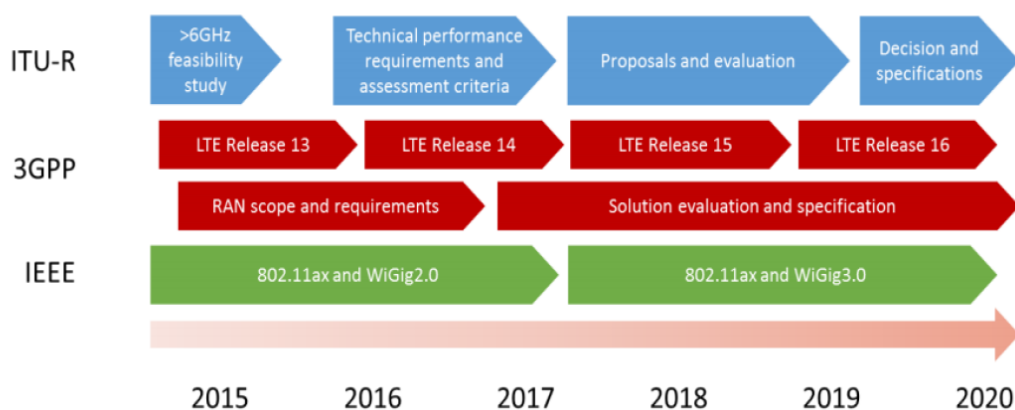 ITU-R
>6GHz
feasibility
study
Technical performance
requirements and
assessment criteria
Proposals and evaluation
Decision and
specifications
3GPP
LTE Release 13
LTE Release 14
LTE Release 15
LTE Release 16
RAN scope and requirements
Solution evaluation and specification
IEEE
802.11ax and WiGig2.0
802.11ax and WiGig3.0
2015
2016
2017
2018
2019
2020